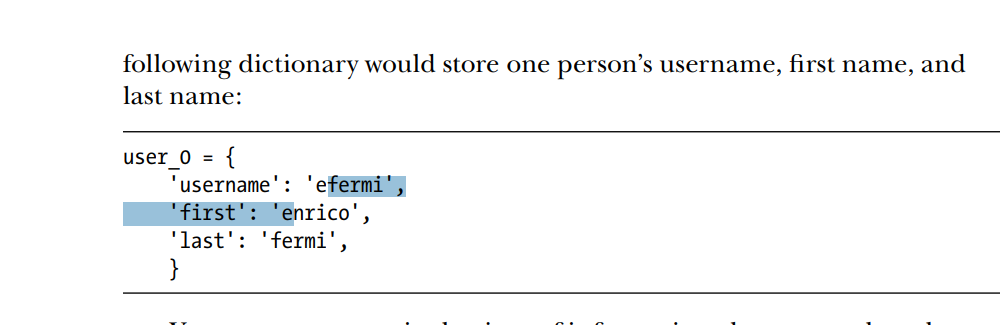 following dictionary would store one person’s username, first name, and
last name:
user_0 = {
    'username': 'efermi',
    'first': 'enrico',
    'last': 'fermi',
    }